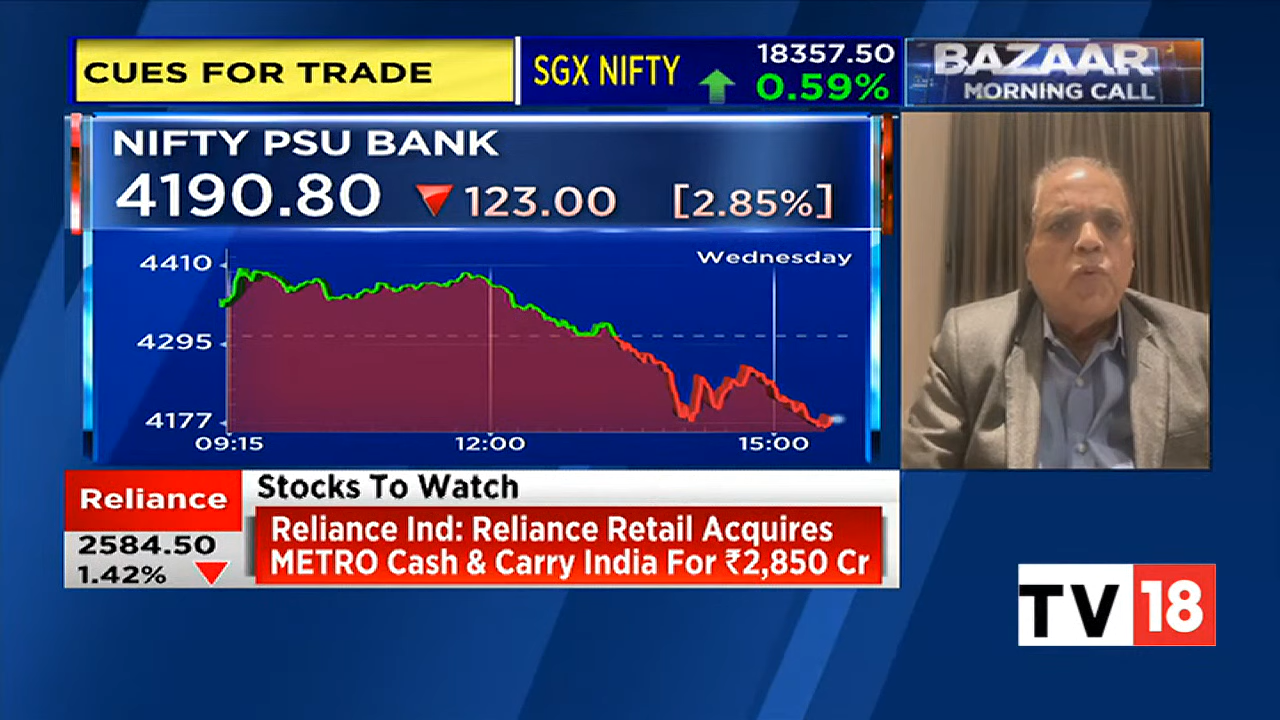 CUES FOR TRADE
SGX NIFTY
18357.50
0.59%
BAZAAR
MORNING CALL
NIFTY PSU BANK
4190.80 ▼ 123.00 [2.85%]
Wednesday
4410
4295
4177
09:15 12:00 15:00
Reliance
2584.50
1.42%
Stocks To Watch
Reliance Ind: Reliance Retail Acquires
METRO Cash & Carry India For ₹2,850 Cr
TV 18